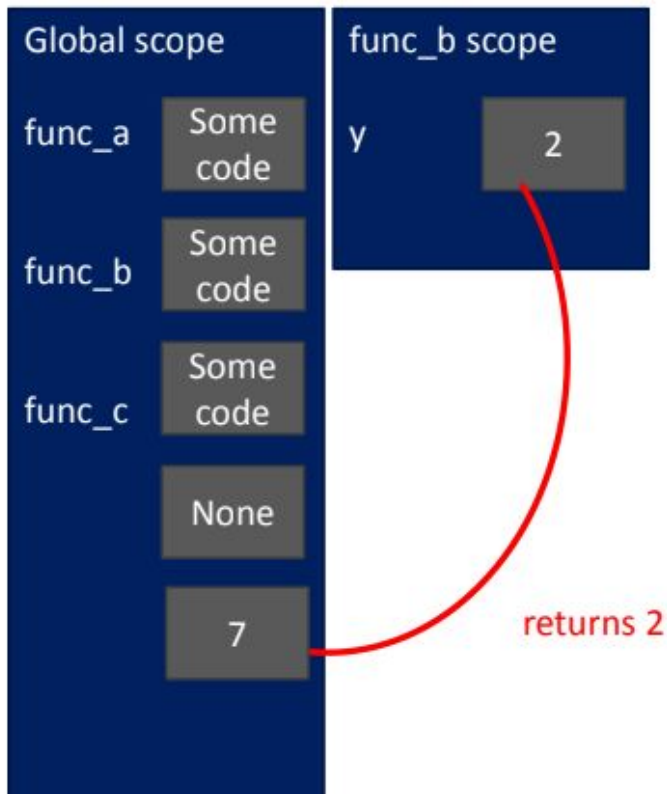 Global scope
func_a
Some
code
func_b
Some
code
func_c
Some
code
None
7
func_b scope
y
2
returns 2